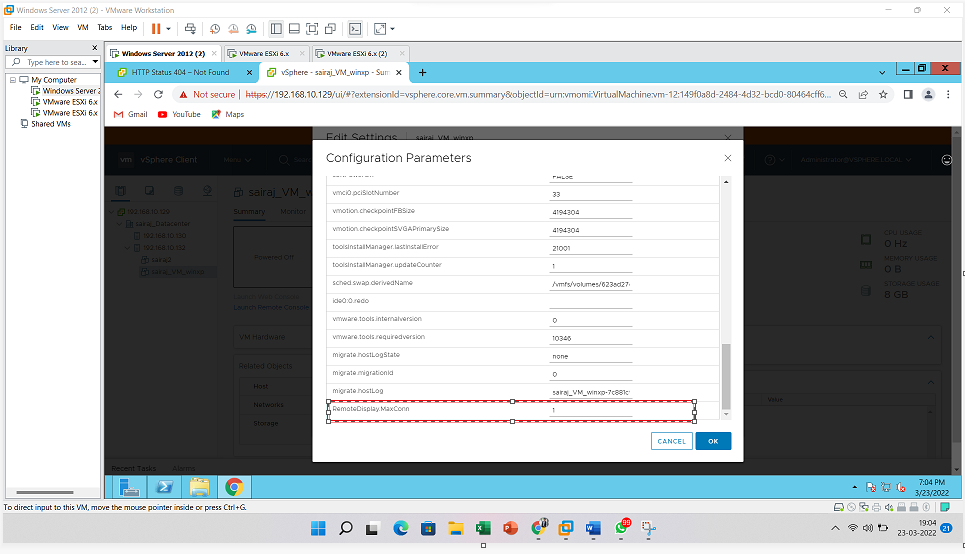 Windows Server 2012 (2) - VMware Workstation
File Edit View VM Tabs Help
Library
Type here to sea...
My Computer
Windows Server 2
VMware ESXi 6.x
VMware ESXi 6.x
Shared VMs
Windows Server 2012 (2) VMware ESXi 6.x VMware ESXi 6.x (2)
HTTP Status 404 – Not Found vSphere - sairaj_VM_winxp - Sum
Not secure https://192.168.10.129/ui/#?extensionId=vsphere.core.vm.summary&objectId=urn:vmomi:VirtualMachine:vm-12:149f0a8d-2484-4d32-bcd0-80464cff6...
Gmail YouTube Maps
Edit Settings sairaj_VM_winxp
vm vSphere Client Menu Administrator@VSPHERE.LOCAL
192.168.10.129
sairaj_Datacenter
192.168.10.130
192.168.10.132
sairaj2
sairaj_VM_winxp
sairaj_VM_w
Summary Monitor
Powered Off
Launch Remote Console
VM Hardware
Related Objects
Host
Networks
Storage
CPU USAGE
0 Hz
MEMORY USAGE
0 B
STORAGE USAGE
8 GB
Value
Recent Tasks Alarms
Configuration Parameters
FALSE
vmci0.pciSlotNumber 33
vmotion.checkpointFBSize 4194304
vmotion.checkpointSVGAPrimarySize 4194304
toolsInstallManager.lastInstallError 21001
toolsInstallManager.updateCounter 1
sched.swap.derivedName /vmfs/volumes/623ad27
ide0:0.redo
vmware.tools.internalversion 0
vmware.tools.requiredversion 10346
migrate.hostLogState none
migrate.migrationId 0
migrate.hostLog sairaj_VM_winxp-7c881c
RemoteDisplay.MaxConn 1
CANCEL OK
7:04 PM
3/23/2022
To direct input to this VM, move the mouse pointer inside or press Ctrl+G.
99
19:04
23-03-2022
21